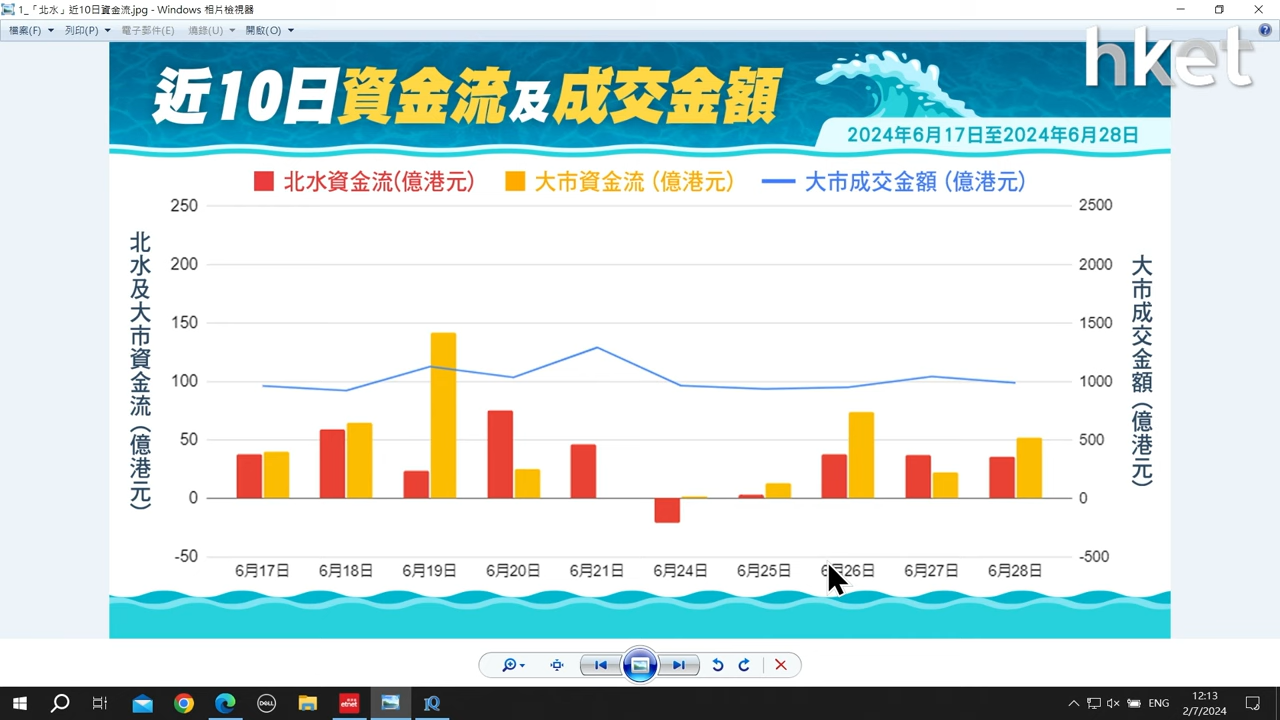 1_「北水」近10日資金流.jpg - Windows 相片檢視器
檔案(F) 列印(P) 電子郵件(E) 燒錄(U) 開啟(O)
hket
近10日資金流及成交金額
2024年6月17日至2024年6月28日
北水資金流(億港元) 大市資金流 (億港元) 大市成交金額 (億港元)
北水及大市資金流(億港元)
250
200
150
100
50
0
-50
2500
2000
1500
1000
500
0
-500
大市成交金額(億港元)
6月17日 6月18日 6月19日 6月20日 6月21日 6月24日 6月25日 6月26日 6月27日 6月28日
DELL
etnet
IQ
ENG
12:13
2/7/2024